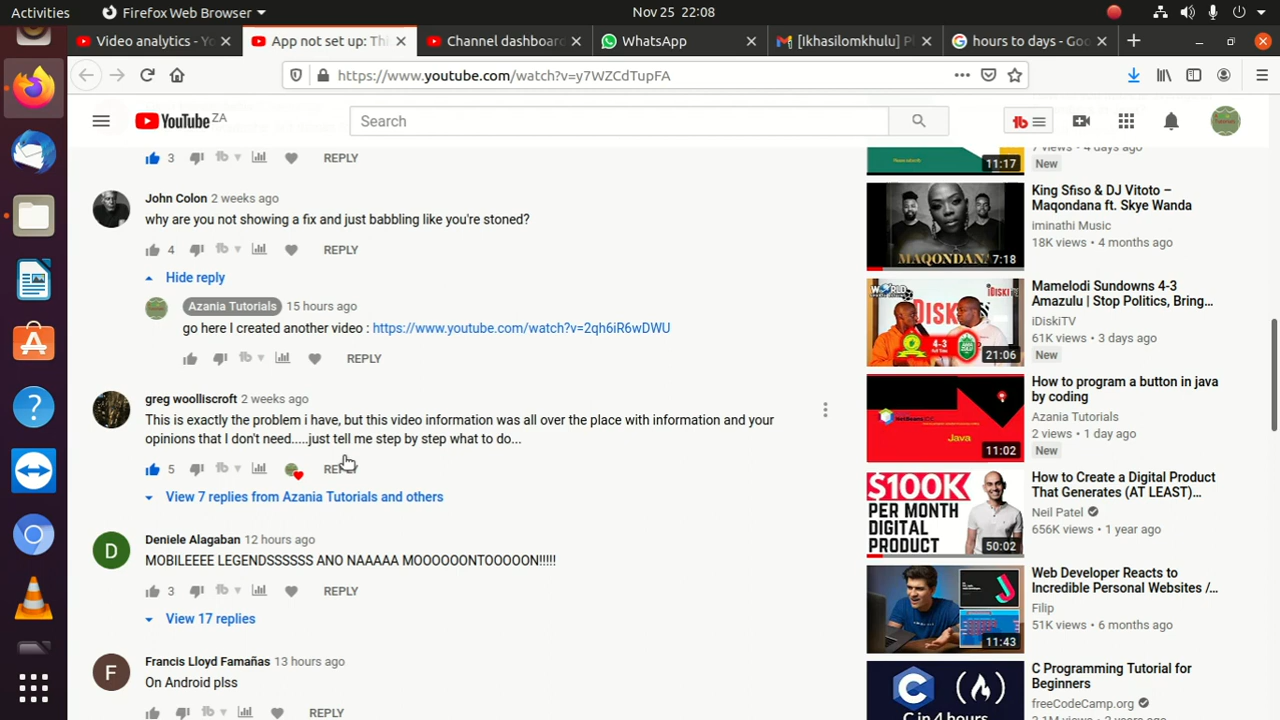 Activities
Firefox Web Browser
Nov 25 22:08
Video analytics - Yo
App not set up: Thi
Channel dashboard
WhatsApp
[Ikhasilomkhulu] Pl
hours to days - Goo
https://www.youtube.com/watch?v=y7WZCdTupFA
YouTube ZA
Search
3 REPLY
John Colon 2 weeks ago
why are you not showing a fix and just babbling like you're stoned?
4 REPLY
Hide reply
Azania Tutorials 15 hours ago
go here I created another video : https://www.youtube.com/watch?v=2qh6iR6wDWU
REPLY
greg woolliscroft 2 weeks ago
This is exactly the problem i have, but this video information was all over the place with information and your
opinions that I don't need.....just tell me step by step what to do...
5 REPLY
View 7 replies from Azania Tutorials and others
Deniele Alagaban 12 hours ago
MOBILEEEE LEGENDSSSSSS ANO NAAAAA MOOOOOONTOOOOON!!!!!
3 REPLY
View 17 replies
Francis Lloyd Famañas 13 hours ago
On Android plss
REPLY
7 views • 4 days ago
New
11:17
King Sfiso & DJ Vitoto –
Maqondana ft. Skye Wanda
iminathi Music
18K views • 4 months ago
MAQONDANA
7:18
Mamelodi Sundowns 4-3
Amazulu | Stop Politics, Bring...
iDiskiTV
61K views • 3 days ago
New
4-3
21:06
How to program a button in java
by coding
Azania Tutorials
2 views • 1 day ago
New
NetBeans
Java
11:02
How to Create a Digital Product
That Generates (AT LEAST)...
Neil Patel
656K views • 1 year ago
$100K
PER MONTH
DIGITAL
PRODUCT
50:02
Web Developer Reacts to
Incredible Personal Websites /...
Filip
51K views • 6 months ago
11:43
C Programming Tutorial for
Beginners
freeCodeCamp.org
C